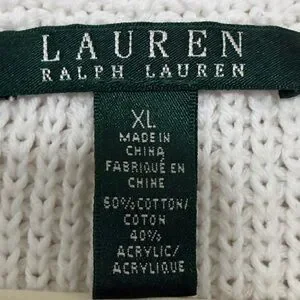 LAUREN
RALPH LAUREN
XL
MADE IN
CHINA
FABRIQUÉ EN
CHINE
60% COTTON/
COTON
40%
ACRYLIC/
ACRYLIQUE